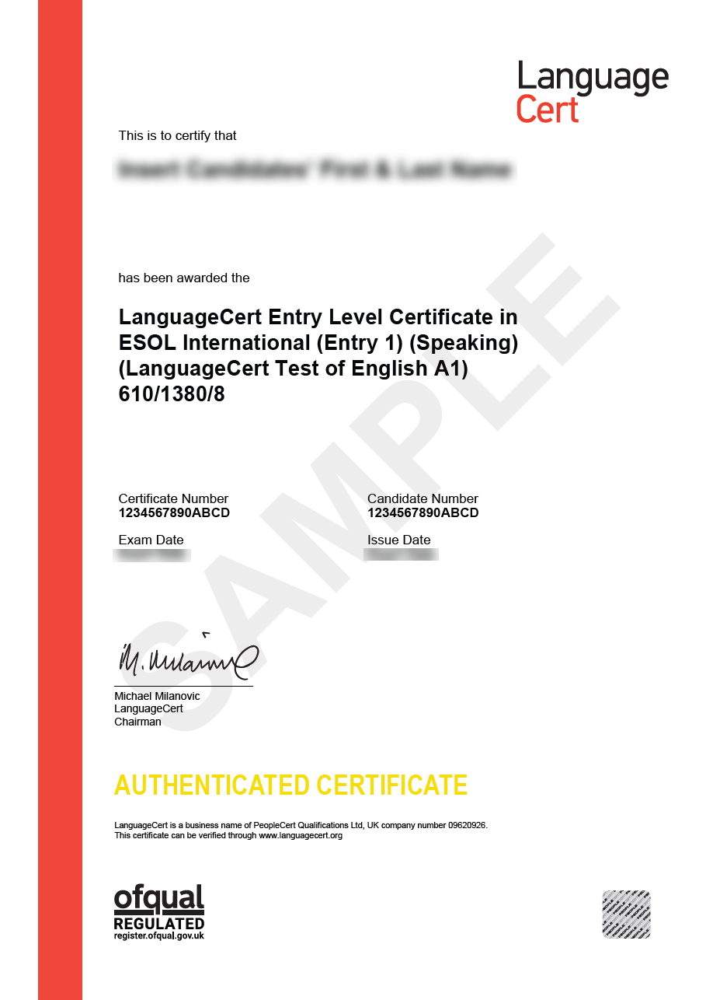 Language
Cert
This is to certify that
has been awarded the
LanguageCert Entry Level Certificate in
ESOL International (Entry 1) (Speaking)
(LanguageCert Test of English A1)
610/1380/8
Certificate Number
1234567890ABCD
Candidate Number
1234567890ABCD
Exam Date
Issue Date
SAMPLE
M. Milanovic
Michael Milanovic
LanguageCert
Chairman
AUTHENTICATED CERTIFICATE
LanguageCert is a business name of PeopleCert Qualifications Ltd, UK company number 09620926.
This certificate can be verified through www.languagecert.org
ofqual
REGULATED
register.ofqual.gov.uk